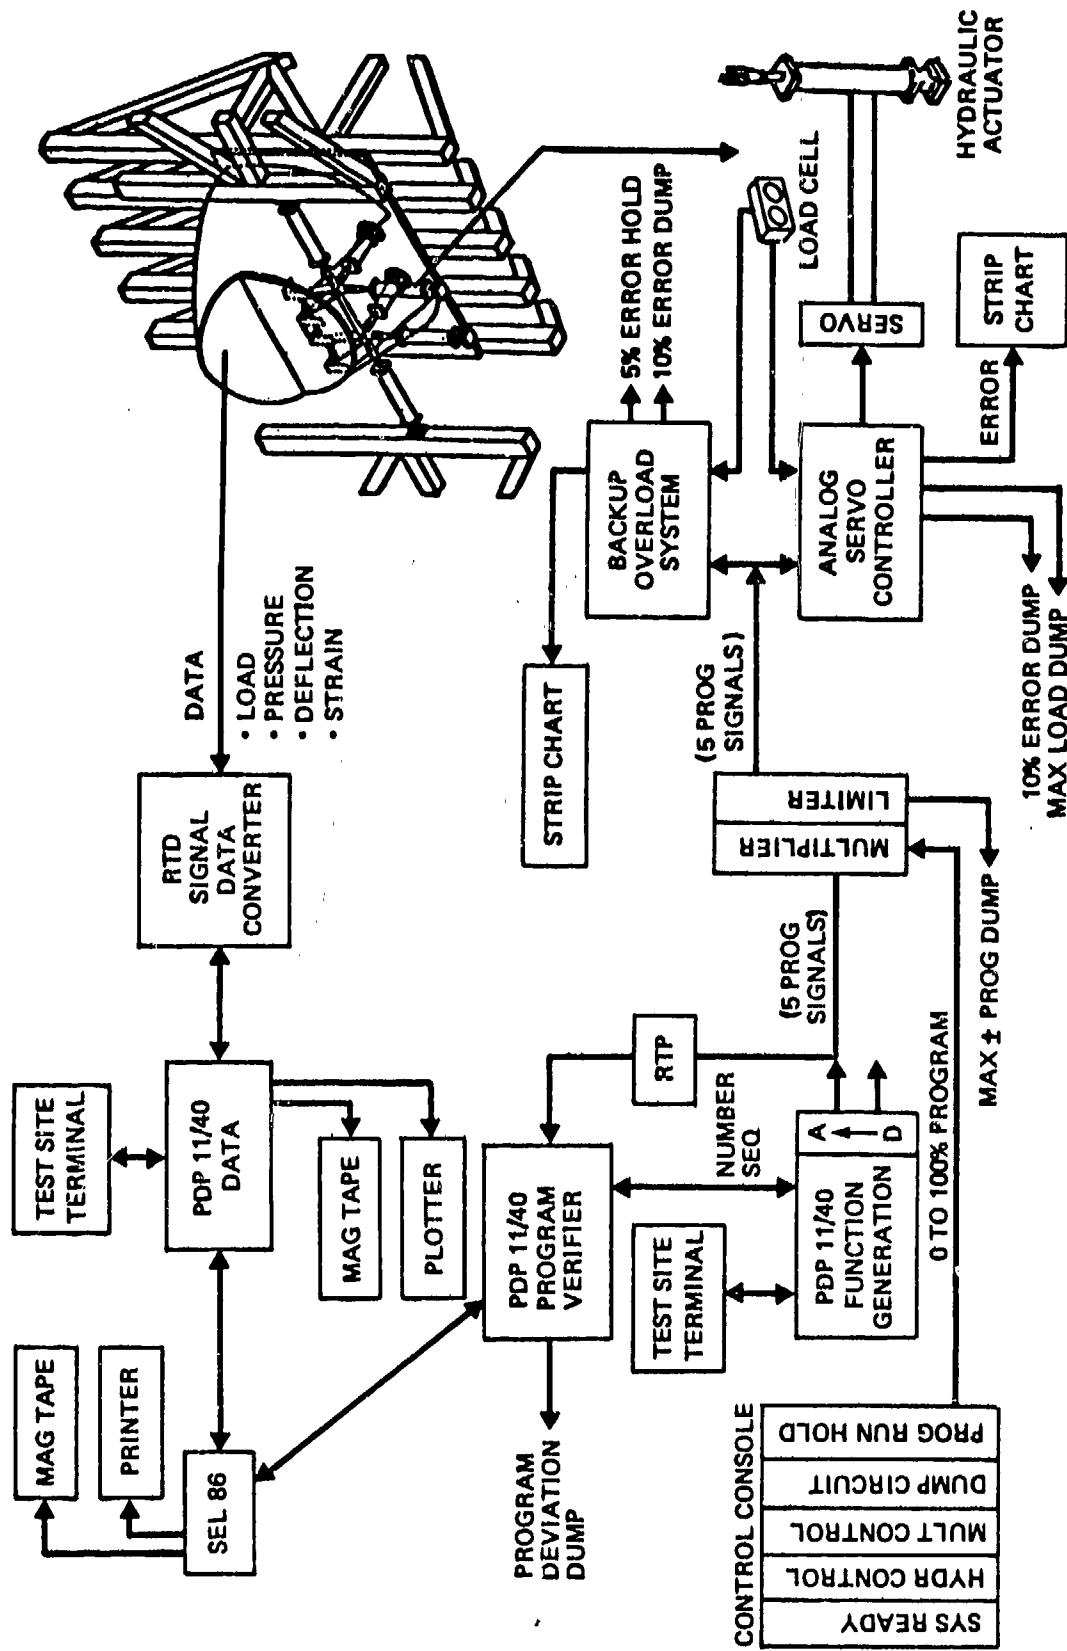 MAG TAPE
PRINTER
SEL 86
TEST SITE
TERMINAL
PDP 11/40
DATA
MAG TAPE
PLOTTER
RTD
SIGNAL
DATA
CONVERTER
DATA
• LOAD
• PRESSURE
• DEFLECTION
• STRAIN
PROGRAM
DEVIATION
DUMP
PDP 11/40
PROGRAM
VERIFIER
RTP
NUMBER
SEQ
TEST SITE
TERMINAL
PDP 11/40
FUNCTION
GENERATION
A
D
(5 PROG
SIGNALS)
MULTIPLIER
LIMITER
(5 PROG
SIGNALS)
STRIP CHART
BACKUP
OVERLOAD
SYSTEM
5% ERROR HOLD
10% ERROR DUMP
LOAD CELL
ANALOG
SERVO
CONTROLLER
SERVO
HYDRAULIC
ACTUATOR
ERROR
STRIP
CHART
10% ERROR DUMP
MAX LOAD DUMP
MAX ± PROG DUMP
0 TO 100% PROGRAM
CONTROL CONSOLE
SYS READY
HYDR CONTROL
MULT CONTROL
DUMP CIRCUIT
PROG RUN HOLD